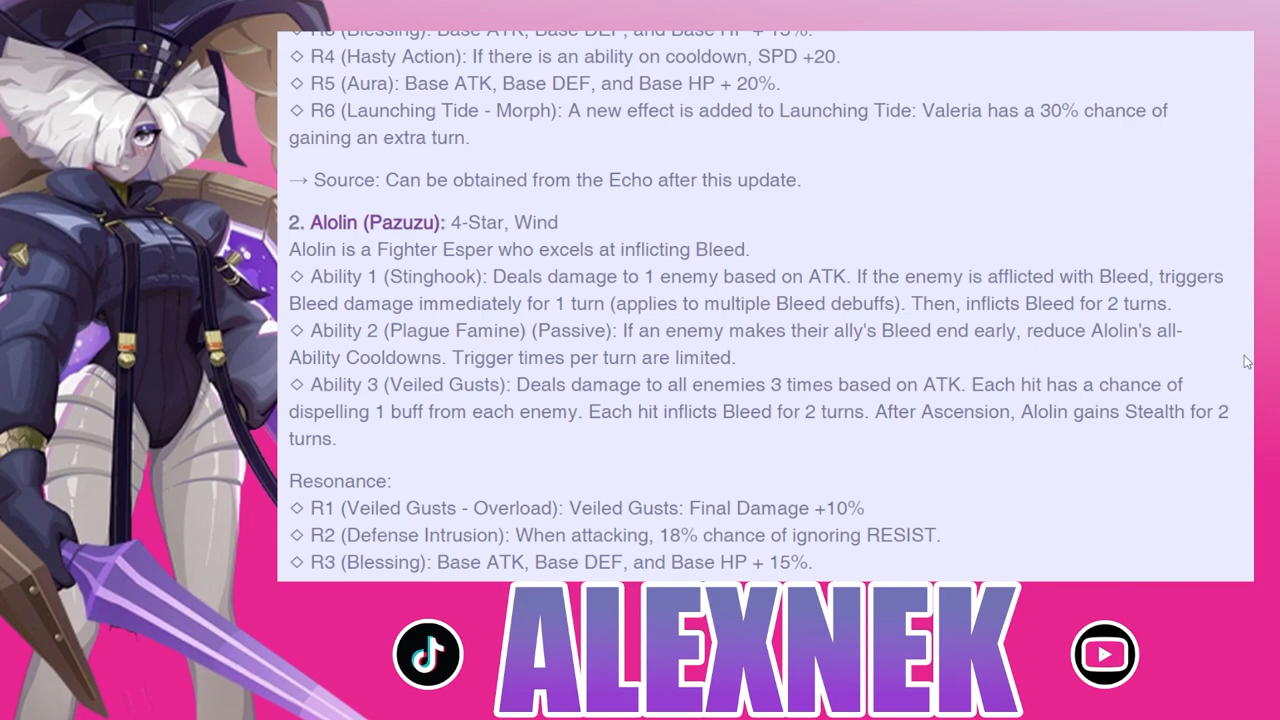 ◇ R3 (Blessing): Base ATK, Base DEF, and Base HP + 15%.
◇ R4 (Hasty Action): If there is an ability on cooldown, SPD +20.
◇ R5 (Aura): Base ATK, Base DEF, and Base HP + 20%.
◇ R6 (Launching Tide - Morph): A new effect is added to Launching Tide: Valeria has a 30% chance of
gaining an extra turn.
→ Source: Can be obtained from the Echo after this update.
2. Alolin (Pazuzu): 4-Star, Wind
Alolin is a Fighter Esper who excels at inflicting Bleed.
◇ Ability 1 (Stinghook): Deals damage to 1 enemy based on ATK. If the enemy is afflicted with Bleed, triggers
Bleed damage immediately for 1 turn (applies to multiple Bleed debuffs). Then, inflicts Bleed for 2 turns.
◇ Ability 2 (Plague Famine) (Passive): If an enemy makes their ally's Bleed end early, reduce Alolin's all-
Ability Cooldowns. Trigger times per turn are limited.
◇ Ability 3 (Veiled Gusts): Deals damage to all enemies 3 times based on ATK. Each hit has a chance of
dispelling 1 buff from each enemy. Each hit inflicts Bleed for 2 turns. After Ascension, Alolin gains Stealth for 2
turns.
Resonance:
◇ R1 (Veiled Gusts - Overload): Veiled Gusts: Final Damage +10%
◇ R2 (Defense Intrusion): When attacking, 18% chance of ignoring RESIST.
◇ R3 (Blessing): Base ATK, Base DEF, and Base HP + 15%.
ALEXNEK